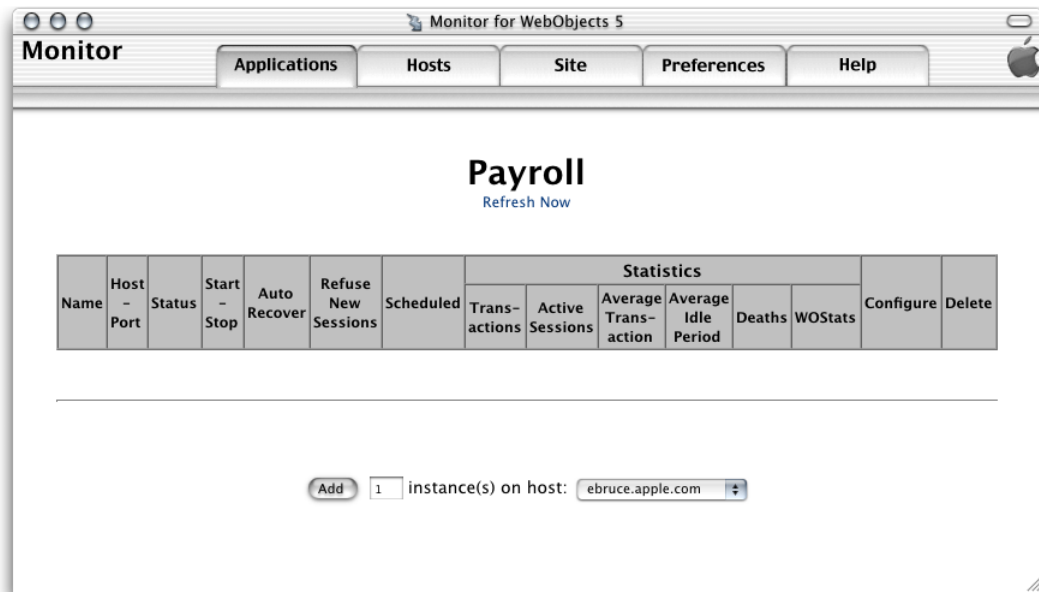 Monitor for WebObjects 5
Monitor
Applications
Hosts
Site
Preferences
Help
Payroll
Refresh Now
Name
Host
–
Port
Status
Start
–
Stop
Auto
Recover
Refuse
New
Sessions
Scheduled
Statistics
Trans-
actions
Active
Sessions
Average
Trans-
action
Average
Idle
Period
Deaths
WOStats
Configure
Delete
Add 1 instance(s) on host: ebruce.apple.com